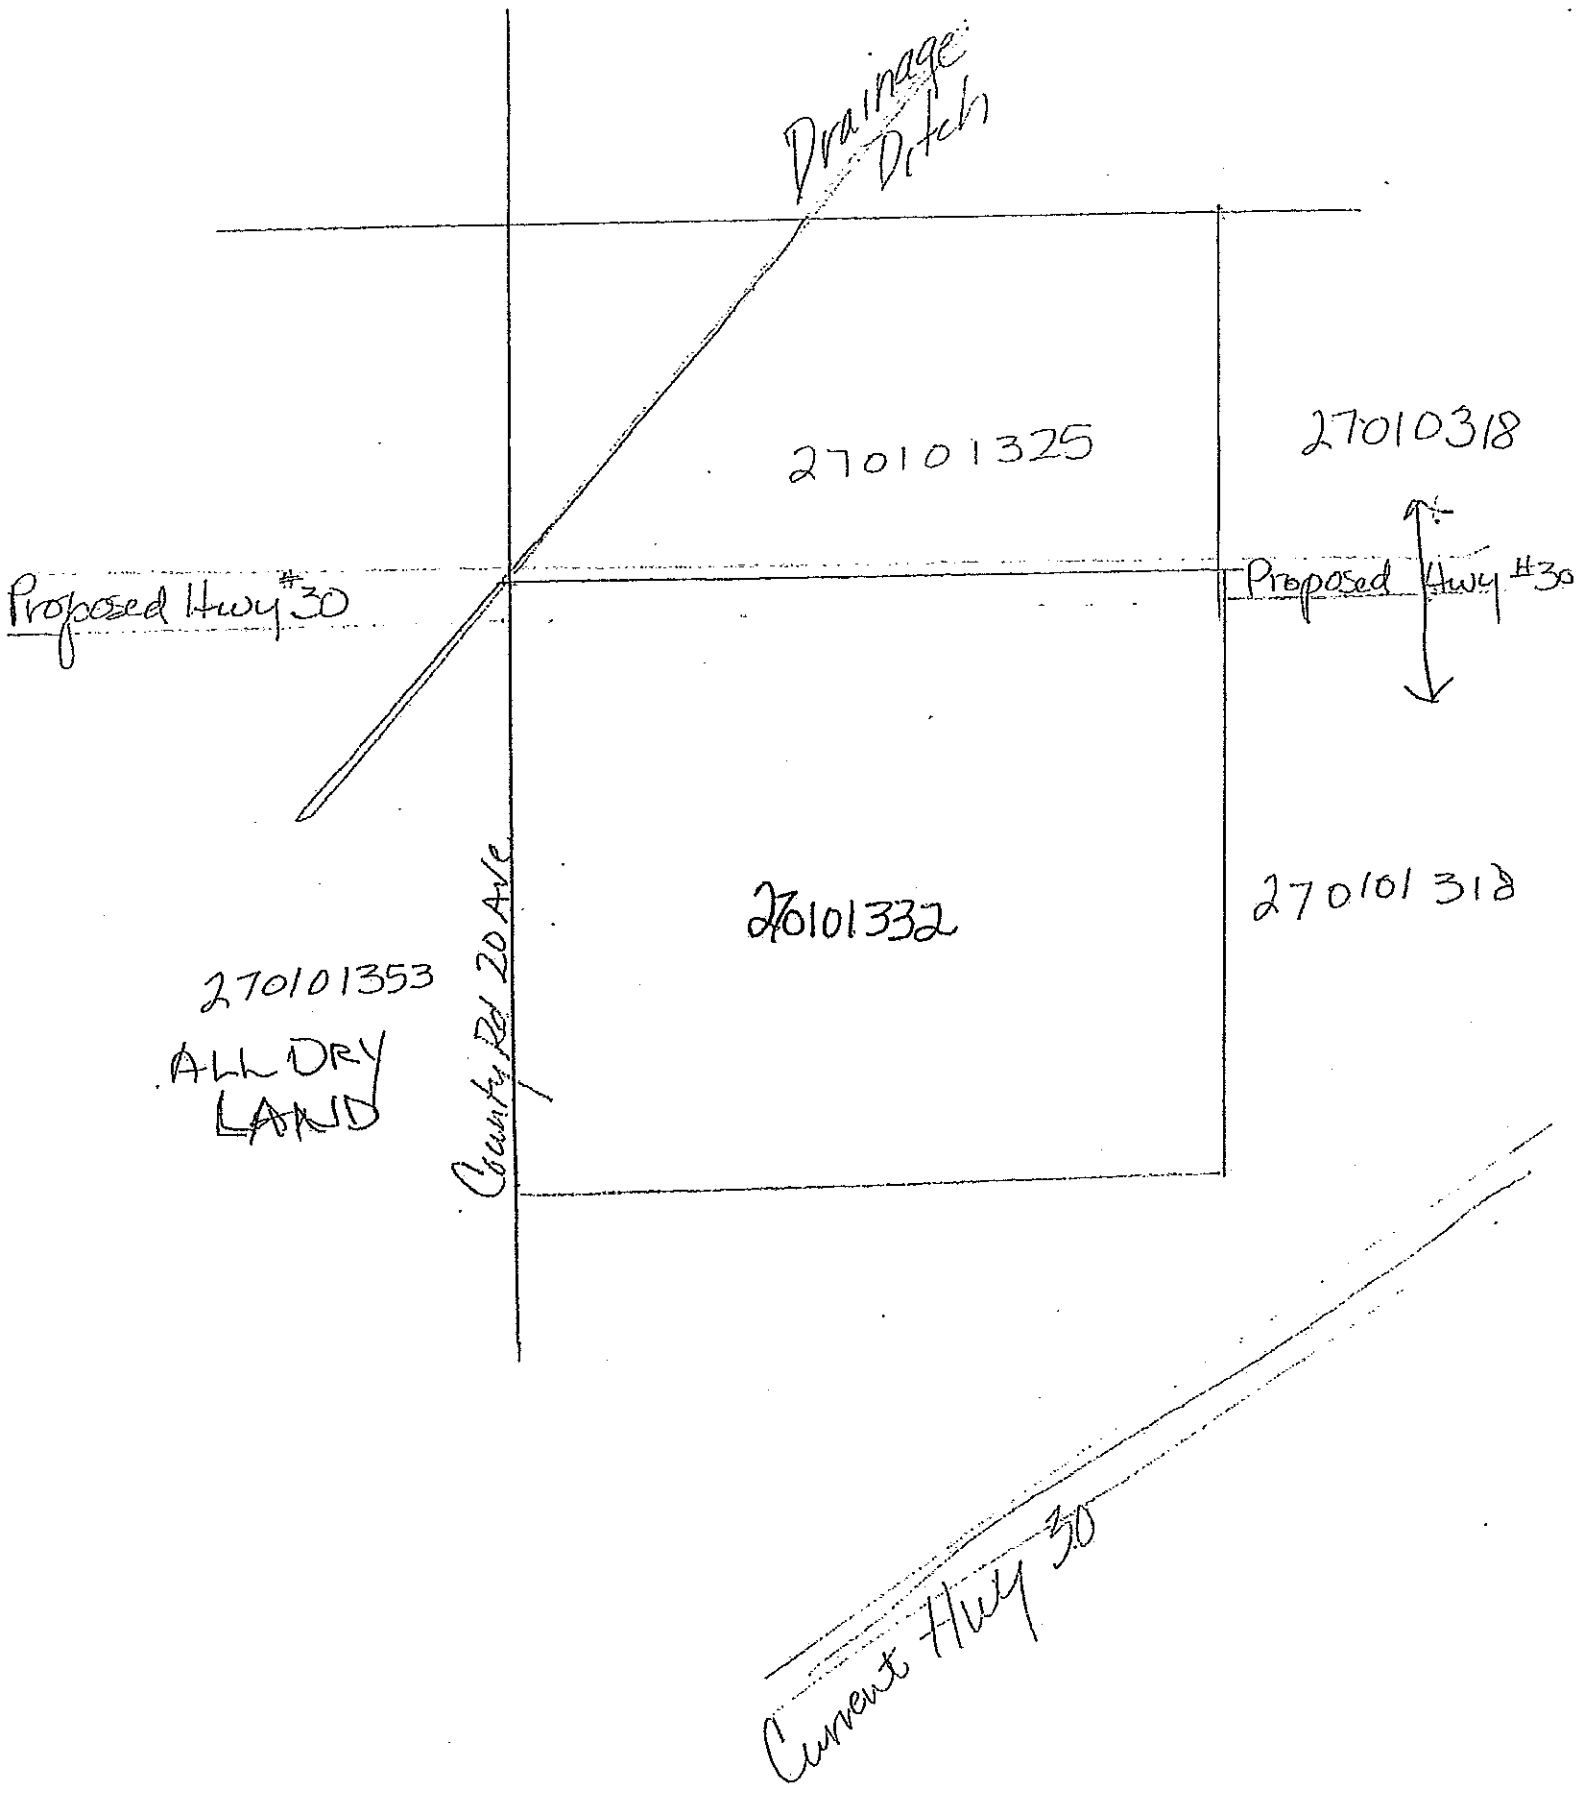 Drainage
Ditch
270101325
27010318
Proposed Hwy #30
Proposed Hwy #30
270101332
270101318
270101353
ALL DRY
LAND
County Rd 20 Ave
Current Hwy 30